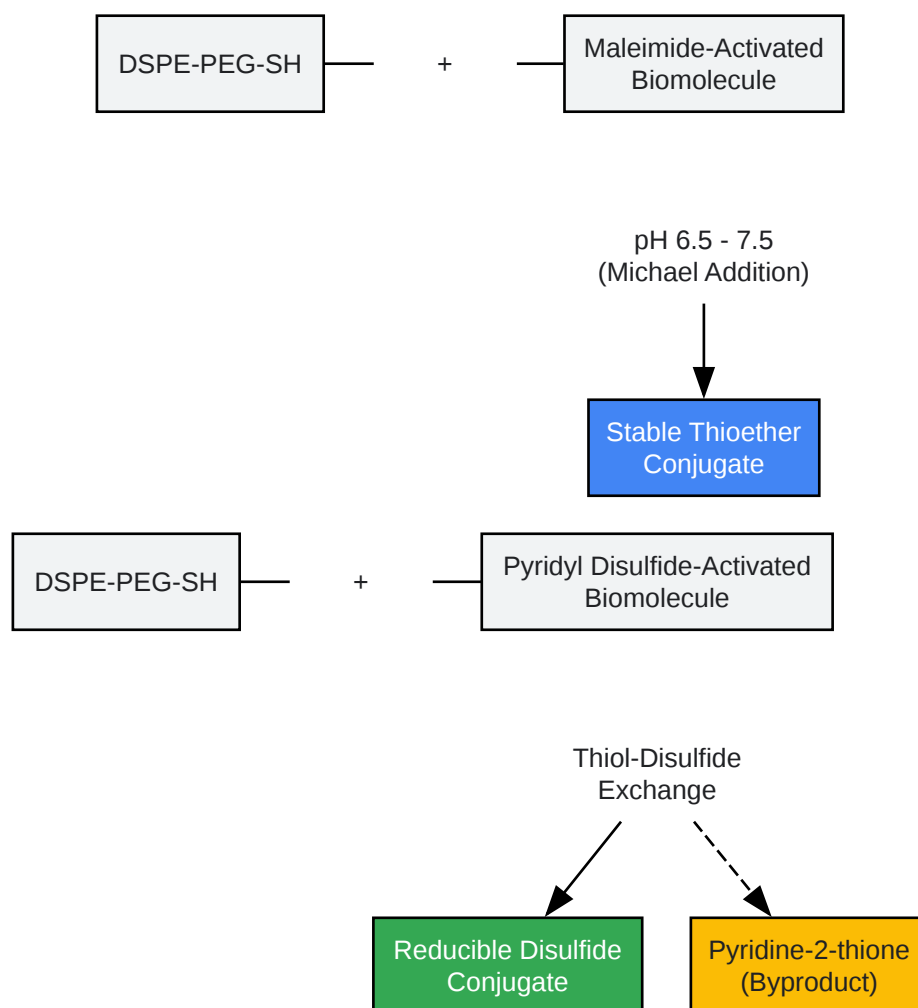 DSPE-PEG-SH + Maleimide-Activated
Biomolecule
pH 6.5 - 7.5
(Michael Addition)
Stable Thioether
Conjugate
DSPE-PEG-SH + Pyridyl Disulfide-Activated
Biomolecule
Thiol-Disulfide
Exchange
Reducible Disulfide
Conjugate
Pyridine-2-thione
(Byproduct)